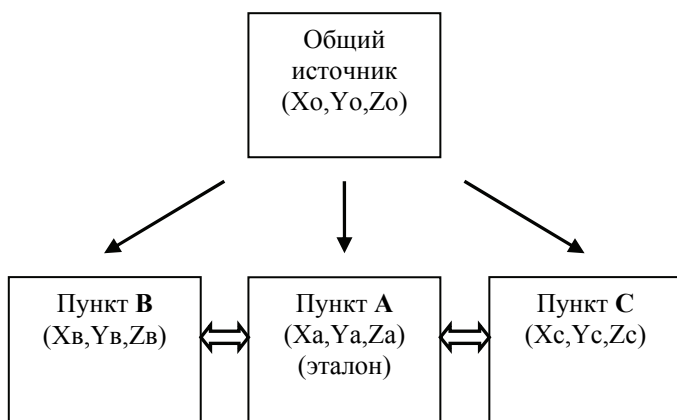 Общий
источник
(Xo,Yo,Zo)
Пункт В
(Xв,Yв,Zв)
Пункт А
(Xa,Ya,Za)
(эталон)
Пункт С
(Xc,Yc,Zc)